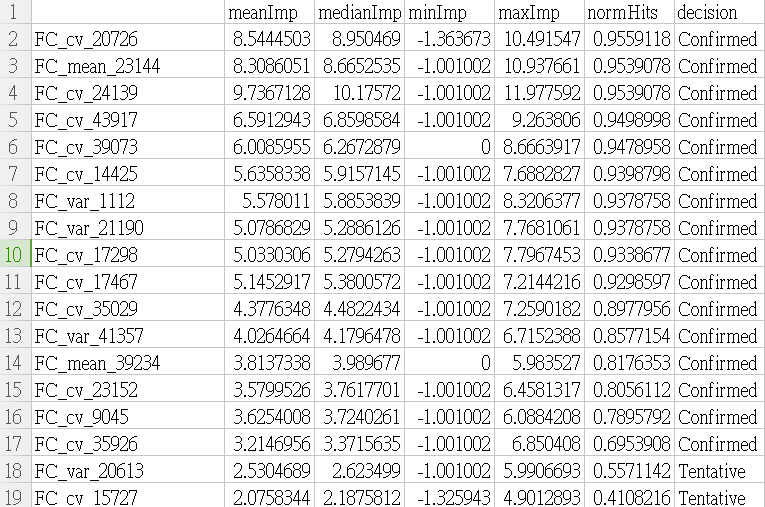 1 meanImp medianImp minImp maxImp normHits decision
2 FC_cv_20726 8.5444503 8.950469 -1.363673 10.491547 0.9559118 Confirmed
3 FC_mean_23144 8.3086051 8.6652535 -1.001002 10.937661 0.9539078 Confirmed
4 FC_cv_24139 9.7367128 10.17572 -1.001002 11.977592 0.9539078 Confirmed
5 FC_cv_43917 6.5912943 6.8598584 -1.001002 9.263806 0.9498998 Confirmed
6 FC_cv_39073 6.0085955 6.2672879 0 8.6663917 0.9478958 Confirmed
7 FC_cv_14425 5.6358338 5.9157145 -1.001002 7.6882827 0.9398798 Confirmed
8 FC_var_1112 5.578011 5.8853839 -1.001002 8.3206377 0.9378758 Confirmed
9 FC_var_21190 5.0786829 5.2886126 -1.001002 7.7681061 0.9378758 Confirmed
10 FC_cv_17298 5.0330306 5.2794263 -1.001002 7.7967453 0.9338677 Confirmed
11 FC_cv_17467 5.1452917 5.3800572 -1.001002 7.2144216 0.9298597 Confirmed
12 FC_cv_35029 4.3776348 4.4822434 -1.001002 7.2590182 0.8977956 Confirmed
13 FC_var_41357 4.0264664 4.1796478 -1.001002 6.7152388 0.8577154 Confirmed
14 FC_mean_39234 3.8137338 3.989677 0 5.983527 0.8176353 Confirmed
15 FC_cv_23152 3.5799526 3.7617701 -1.001002 6.4581317 0.8056112 Confirmed
16 FC_cv_9045 3.6254008 3.7240261 -1.001002 6.0884208 0.7895792 Confirmed
17 FC_cv_35926 3.2146956 3.3715635 -1.001002 6.850408 0.6953908 Confirmed
18 FC_var_20613 2.5304689 2.623499 -1.001002 5.9906693 0.5571142 Tentative
19 FC_cv_15727 2.0758344 2.1875812 -1.325943 4.9012893 0.4108216 Tentative